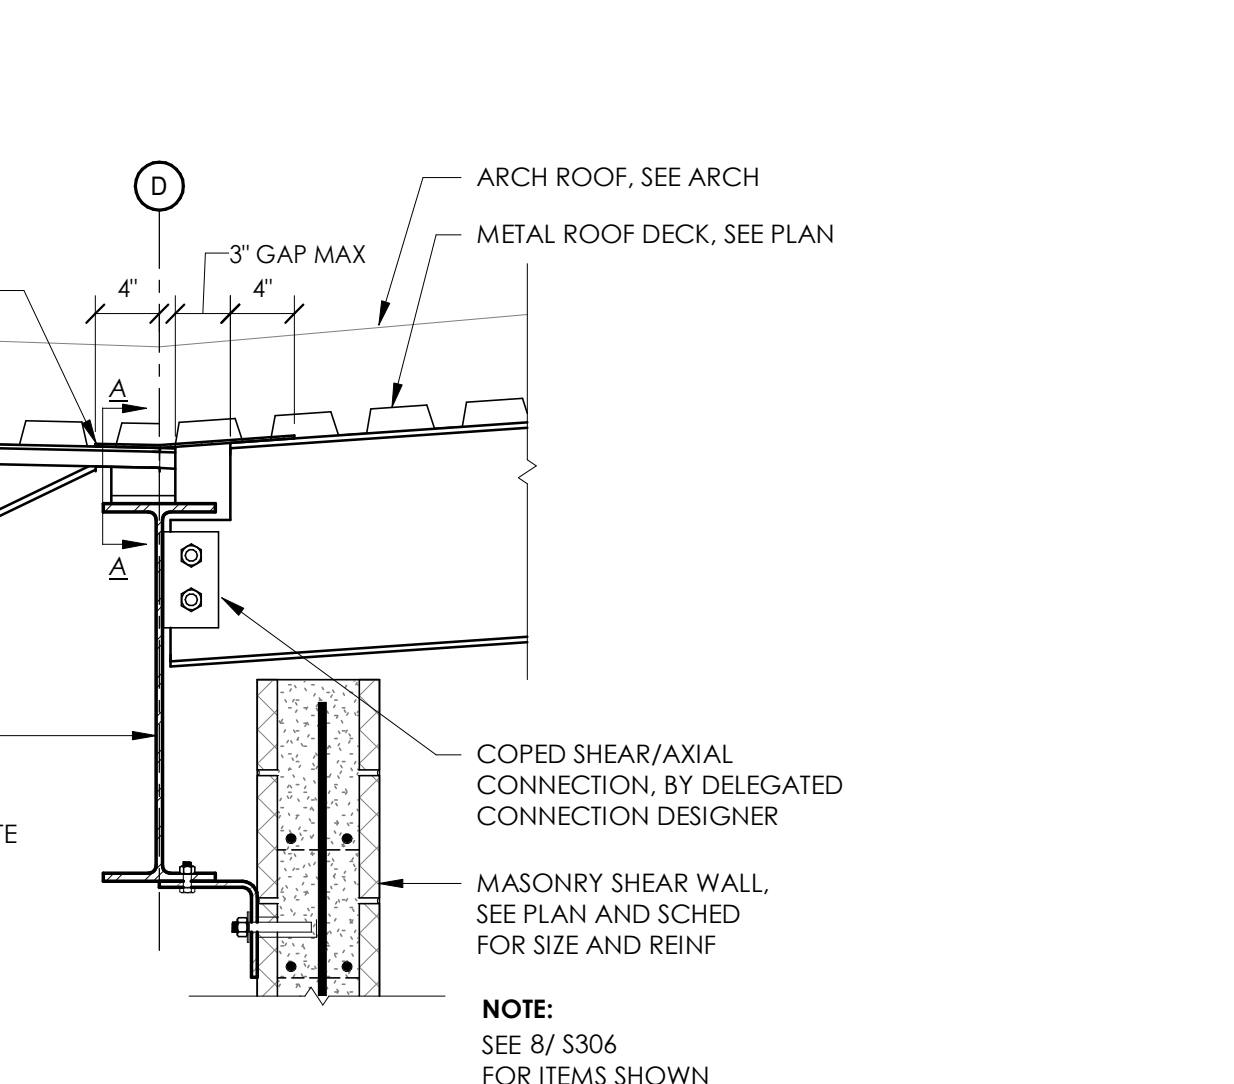 D
ARCH ROOF, SEE ARCH
METAL ROOF DECK, SEE PLAN
3" GAP MAX
4"
4"
A
A
COPED SHEAR/AXIAL
CONNECTION, BY DELEGATED
CONNECTION DESIGNER
TE
MASONRY SHEAR WALL,
SEE PLAN AND SCHED
FOR SIZE AND REINF
NOTE:
SEE 8/ S306
FOR ITEMS SHOWN